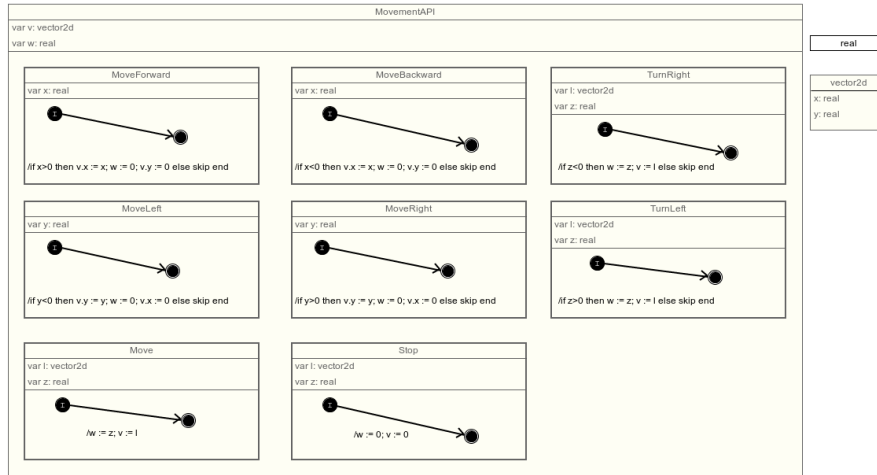 MovementAPI
var v: vector2d
var w: real
real
vector2d
x: real
y: real
MoveForward
var x: real
I
/if x>0 then v.x := x; w := 0; v.y := 0 else skip end
MoveBackward
var x: real
I
/if x<0 then v.x := x; w := 0; v.y := 0 else skip end
TurnRight
var l: vector2d
var z: real
I
/if z<0 then w := z; v := l else skip end
MoveLeft
var y: real
I
/if y<0 then v.y := y; w := 0; v.x := 0 else skip end
MoveRight
var y: real
I
/if y>0 then v.y := y; w := 0; v.x := 0 else skip end
TurnLeft
var l: vector2d
var z: real
I
/if z>0 then w := z; v := l else skip end
Move
var l: vector2d
var z: real
I
/w := z; v := l
Stop
var l: vector2d
var z: real
I
/w := 0; v := 0